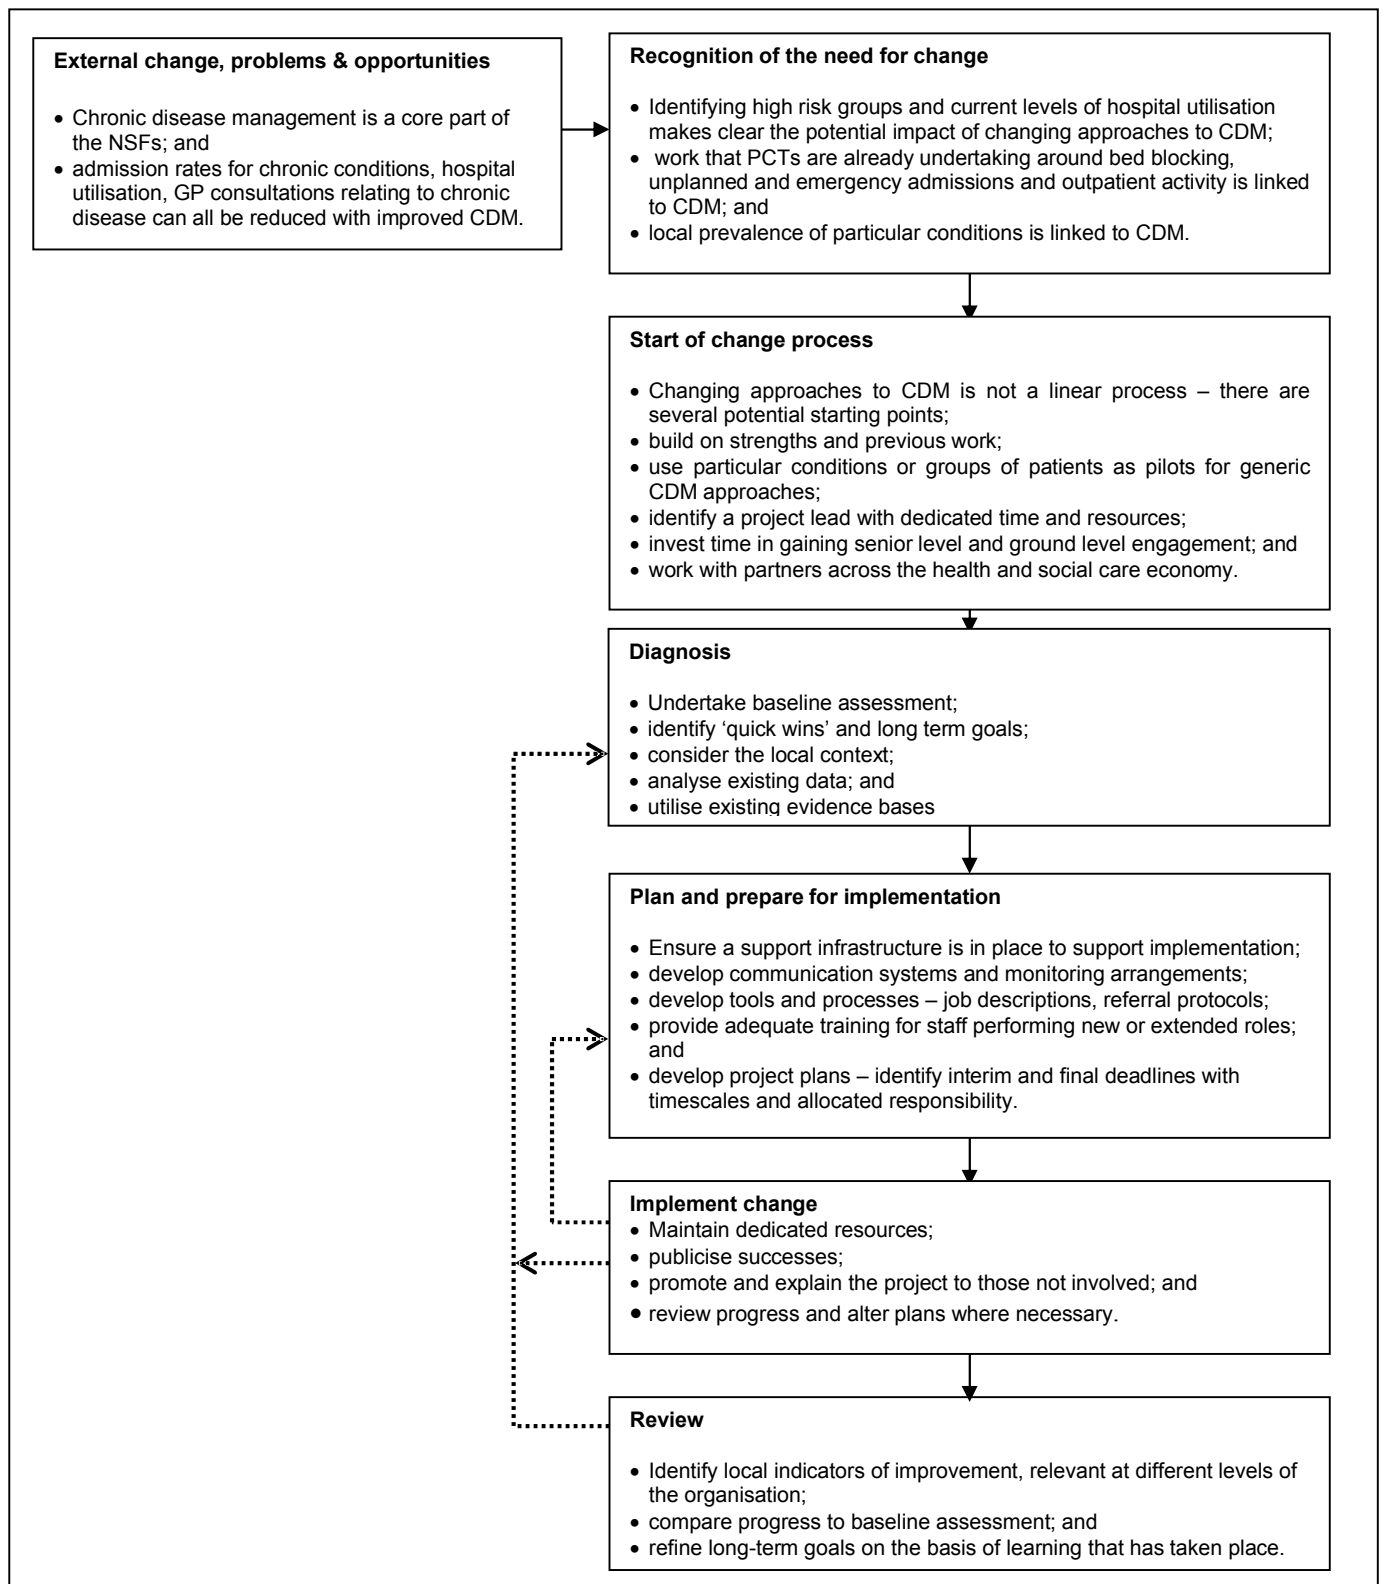 External change, problems & opportunities
• Chronic disease management is a core part of
the NSFs; and
• admission rates for chronic conditions, hospital
utilisation, GP consultations relating to chronic
disease can all be reduced with improved CDM.
Recognition of the need for change
• Identifying high risk groups and current levels of hospital utilisation
makes clear the potential impact of changing approaches to CDM;
• work that PCTs are already undertaking around bed blocking,
unplanned and emergency admissions and outpatient activity is linked
to CDM; and
• local prevalence of particular conditions is linked to CDM.
Start of change process
• Changing approaches to CDM is not a linear process – there are
several potential starting points;
• build on strengths and previous work;
• use particular conditions or groups of patients as pilots for generic
CDM approaches;
• identify a project lead with dedicated time and resources;
• invest time in gaining senior level and ground level engagement; and
• work with partners across the health and social care economy.
Diagnosis
• Undertake baseline assessment;
• identify ‘quick wins’ and long term goals;
• consider the local context;
• analyse existing data; and
• utilise existing evidence bases
Plan and prepare for implementation
• Ensure a support infrastructure is in place to support implementation;
• develop communication systems and monitoring arrangements;
• develop tools and processes – job descriptions, referral protocols;
• provide adequate training for staff performing new or extended roles;
and
• develop project plans – identify interim and final deadlines with
timescales and allocated responsibility.
Implement change
• Maintain dedicated resources;
• publicise successes;
• promote and explain the project to those not involved; and
• review progress and alter plans where necessary.
Review
• Identify local indicators of improvement, relevant at different levels of
the organisation;
• compare progress to baseline assessment; and
• refine long-term goals on the basis of learning that has taken place.